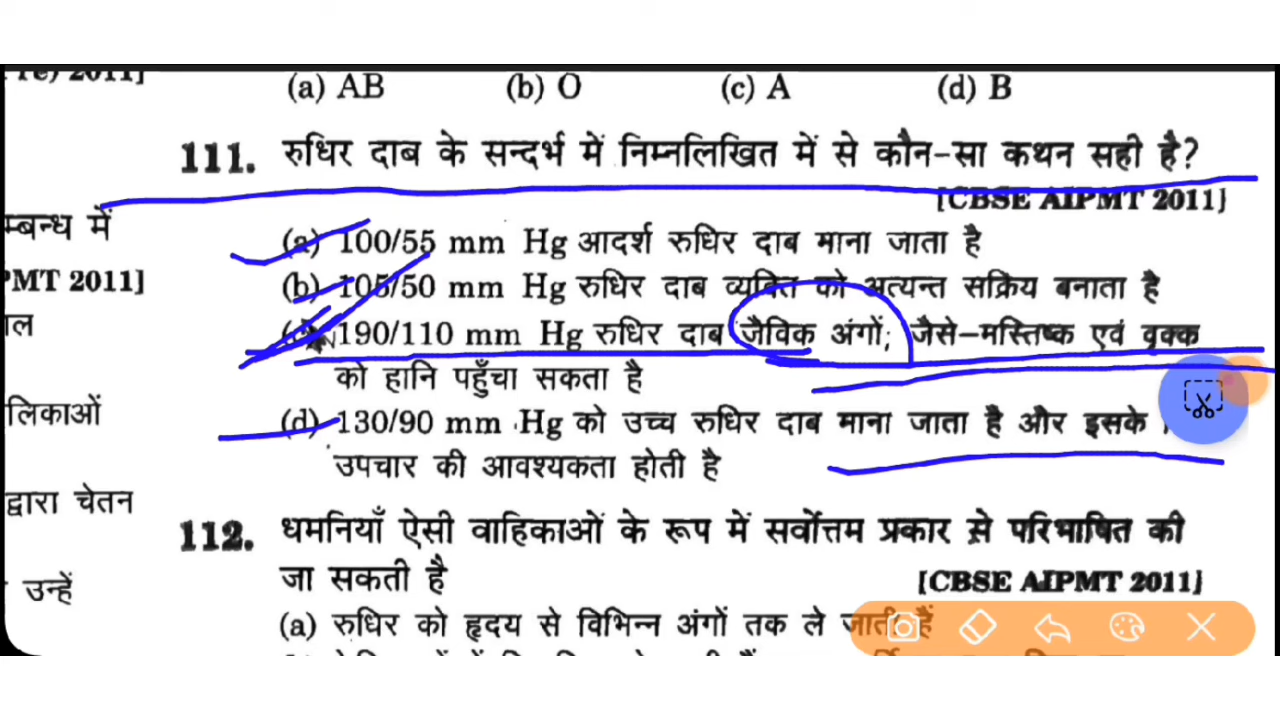 2011]
(a) AB (b) O (c) A (d) B
111. रुधिर दाब के सन्दर्भ में निम्नलिखित में से कौन-सा कथन सही है?
[CBSE AIPMT 2011]
म्बन्ध में
(a) 100/55 mm Hg आदर्श रुधिर दाब माना जाता है
PMT 2011]
(b) 105/50 mm Hg रुधिर दाब व्यक्ति को अत्यन्त सक्रिय बनाता है
ाल
190/110 mm Hg रुधिर दाब जैविक अंगों; जैसे-मस्तिष्क एवं वृक्क
को हानि पहुँचा सकता है
लिकाओं
(d) 130/90 mm Hg को उच्च रुधिर दाब माना जाता है और इसके
उपचार की आवश्यकता होती है
द्वारा चेतन
112. धमनियाँ ऐसी वाहिकाओं के रूप में सर्वोत्तम प्रकार से परिभाषित की
जा सकती है
[CBSE AIPMT 2011]
उन्हें
(a) रुधिर को हृदय से विभिन्न अंगों तक ले जाती हैं